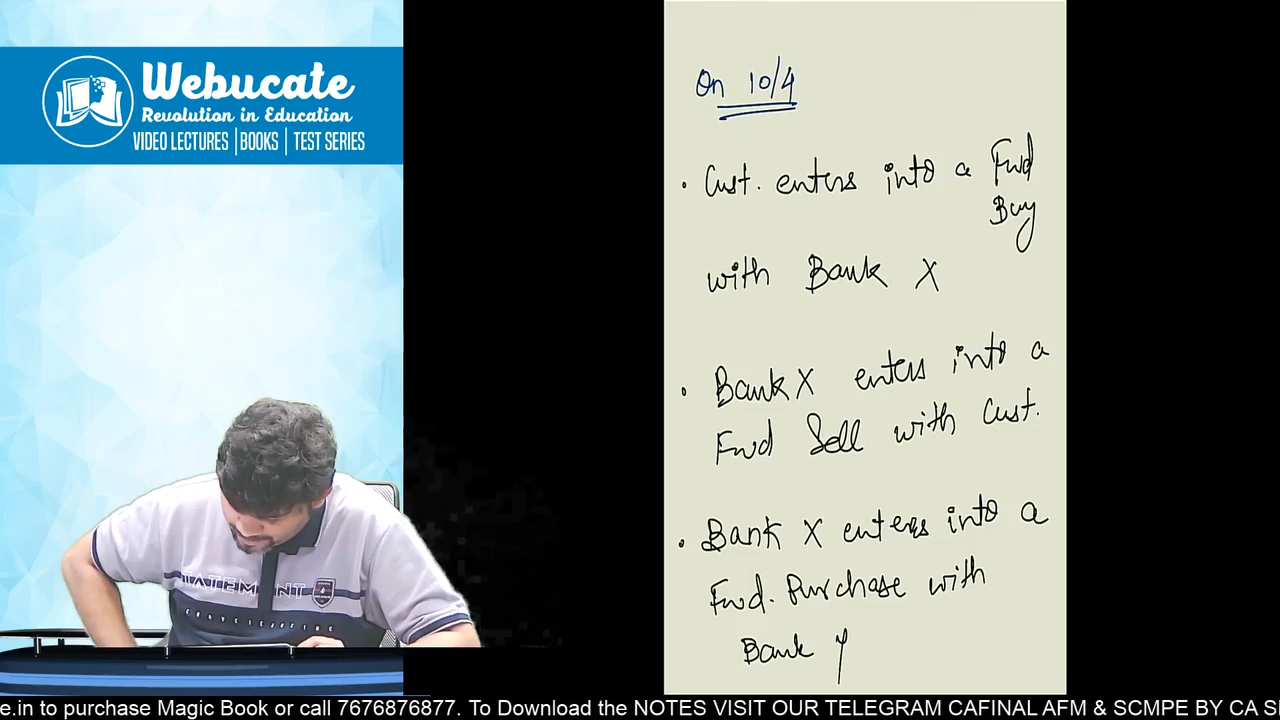 Webucate
Revolution in Education
VIDEO LECTURES | BOOKS | TEST SERIES
On 10/4
• Cust. enters into a Fwd
Buy
with Bank X
• Bank X enters into a
Fwd Sell with Cust.
• Bank X enters into a
Fwd. Purchase with
Bank Y
TATEMENT
e.in to purchase Magic Book or call 7676876877. To Download the NOTES VISIT OUR TELEGRAM CAFINAL AFM & SCMPE BY CA S